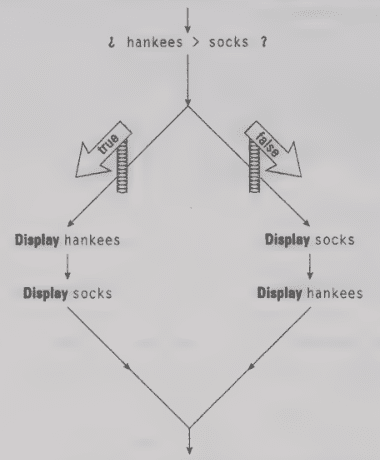 ¿ hankees > socks ?
true
false
Display hankees
Display socks
Display socks
Display hankees